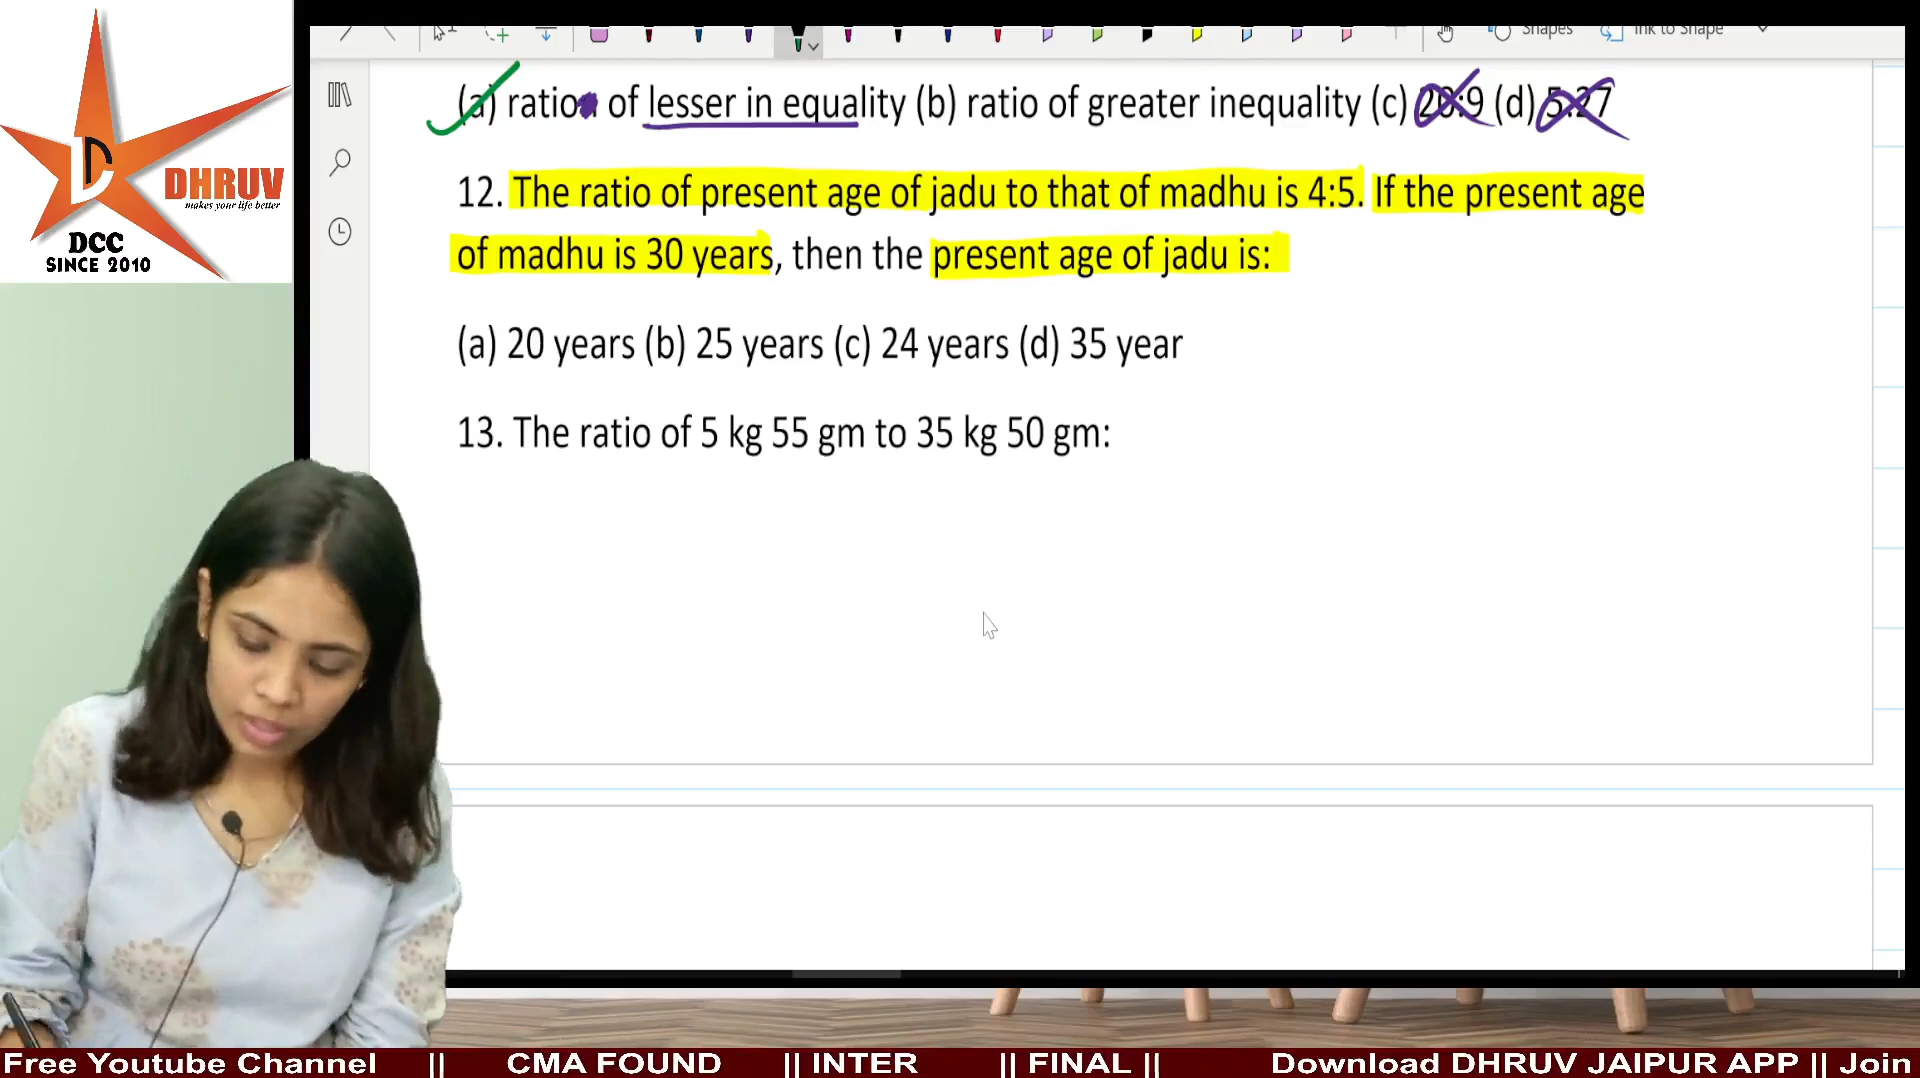 DHRUV
makes your life better
DCC
SINCE 2010
Shapes
Ink to Shape
(a) ratio of lesser in equality (b) ratio of greater inequality (c) 20:9 (d) 5:27
12. The ratio of present age of jadu to that of madhu is 4:5. If the present age
of madhu is 30 years, then the present age of jadu is:
(a) 20 years (b) 25 years (c) 24 years (d) 35 year
13. The ratio of 5 kg 55 gm to 35 kg 50 gm:
Free Youtube Channel || CMA FOUND || INTER || FINAL || Download DHRUV JAIPUR APP || Join